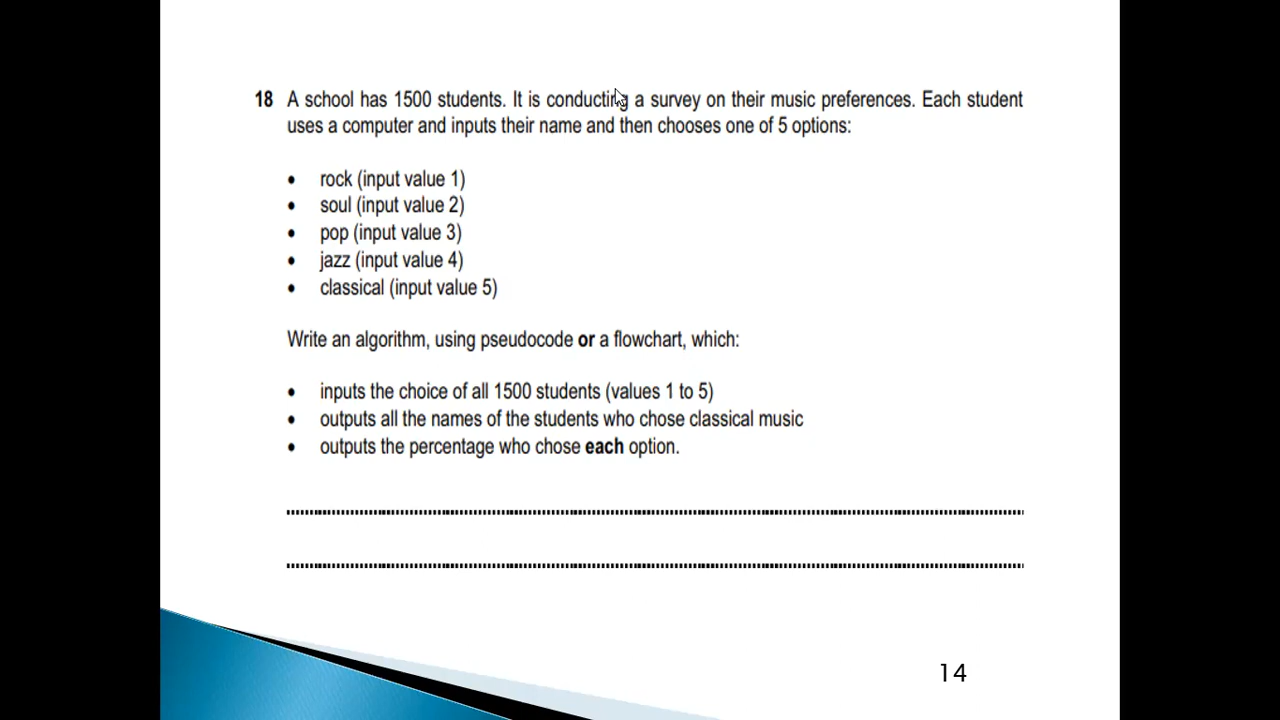 18 A school has 1500 students. It is conducting a survey on their music preferences. Each student
uses a computer and inputs their name and then chooses one of 5 options:
• rock (input value 1)
• soul (input value 2)
• pop (input value 3)
• jazz (input value 4)
• classical (input value 5)
Write an algorithm, using pseudocode or a flowchart, which:
• inputs the choice of all 1500 students (values 1 to 5)
• outputs all the names of the students who chose classical music
• outputs the percentage who chose each option.
14